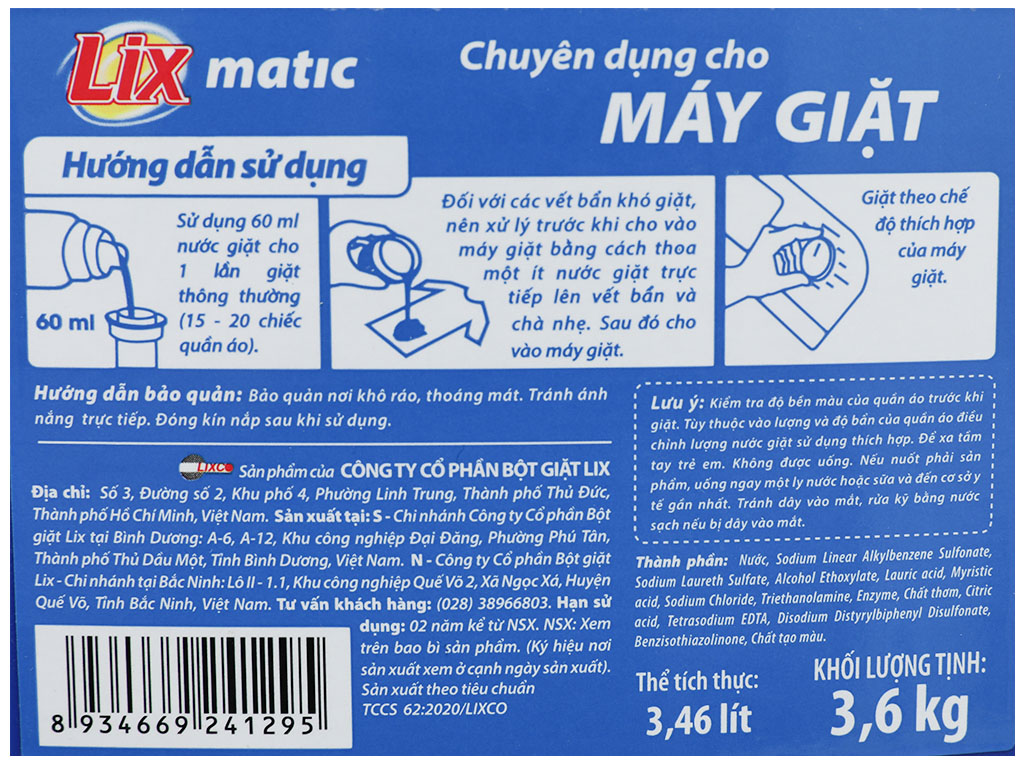 Lix matic
Chuyên dụng cho
MÁY GIẶT
Hướng dẫn sử dụng
Sử dụng 60 ml
nước giặt cho
1 lần giặt
thông thường
(15 - 20 chiếc
quần áo).
60 ml
Đối với các vết bẩn khó giặt,
nên xử lý trước khi cho vào
máy giặt bằng cách thoa
một ít nước giặt trực
tiếp lên vết bẩn và
chà nhẹ. Sau đó cho
vào máy giặt.
Giặt theo chế
độ thích hợp
của máy
giặt.
Hướng dẫn bảo quản: Bảo quản nơi khô ráo, thoáng mát. Tránh ánh
nắng trực tiếp. Đóng kín nắp sau khi sử dụng.
LIXCO Sản phẩm của CÔNG TY CỔ PHẦN BỘT GIẶT LIX
Địa chỉ: Số 3, Đường số 2, Khu phố 4, Phường Linh Trung, Thành phố Thủ Đức,
Thành phố Hồ Chí Minh, Việt Nam. Sản xuất tại: S - Chi nhánh Công ty Cổ phần Bột
giặt Lix tại Bình Dương: A-6, A-12, Khu công nghiệp Đại Đăng, Phường Phú Tân,
Thành phố Thủ Dầu Một, Tỉnh Bình Dương, Việt Nam. N - Công ty Cổ phần Bột giặt
Lix - Chi nhánh tại Bắc Ninh: Lô II - 1.1, Khu công nghiệp Quế Võ 2, Xã Ngọc Xá, Huyện
Quế Võ, Tỉnh Bắc Ninh, Việt Nam. Tư vấn khách hàng: (028) 38966803. Hạn sử
dụng: 02 năm kể từ NSX. NSX: Xem
trên bao bì sản phẩm. (Ký hiệu nơi
sản xuất xem ở cạnh ngày sản xuất).
Sản xuất theo tiêu chuẩn
TCCS 62:2020/LIXCO
8 934669 241295
Lưu ý: Kiểm tra độ bền màu của quần áo trước khi
giặt. Tùy thuộc vào lượng và độ bẩn của quần áo điều
chỉnh lượng nước giặt sử dụng thích hợp. Để xa tầm
tay trẻ em. Không được uống. Nếu nuốt phải sản
phẩm, uống ngay một ly nước hoặc sữa và đến cơ sở y
tế gần nhất. Tránh dây vào mắt, rửa kỹ bằng nước
sạch nếu bị dây vào mắt.
Thành phần: Nước, Sodium Linear Alkylbenzene Sulfonate,
Sodium Laureth Sulfate, Alcohol Ethoxylate, Lauric acid, Myristic
acid, Sodium Chloride, Triethanolamine, Enzyme, Chất thơm, Citric
acid, Tetrasodium EDTA, Disodium Distyrylbiphenyl Disulfonate,
Benzisothiazolinone, Chất tạo màu.
Thể tích thực:
3,46 lít
KHỐI LƯỢNG TỊNH:
3,6 kg